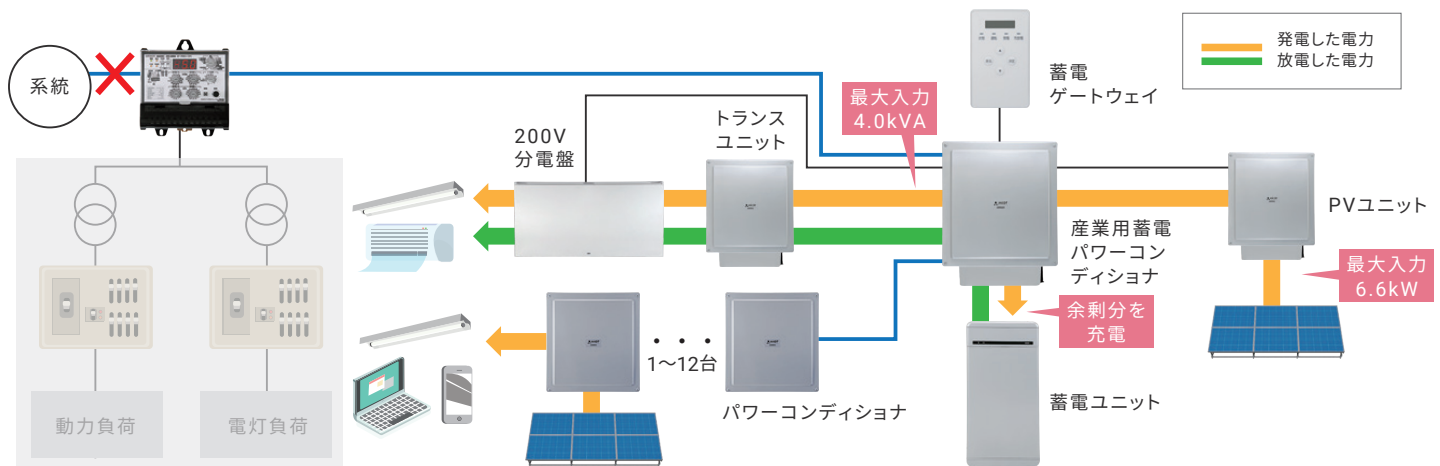 系統
200V
分電盤
トランス
ユニット
最大入力
4.0kVA
蓄電
ゲートウェイ
発電した電力
放電した電力
産業用蓄電
パワーコン
ディショナ
PVユニット
最大入力
6.6kW
余剰分を
充電
1〜12台
パワーコンディショナ
蓄電ユニット
動力負荷
電灯負荷